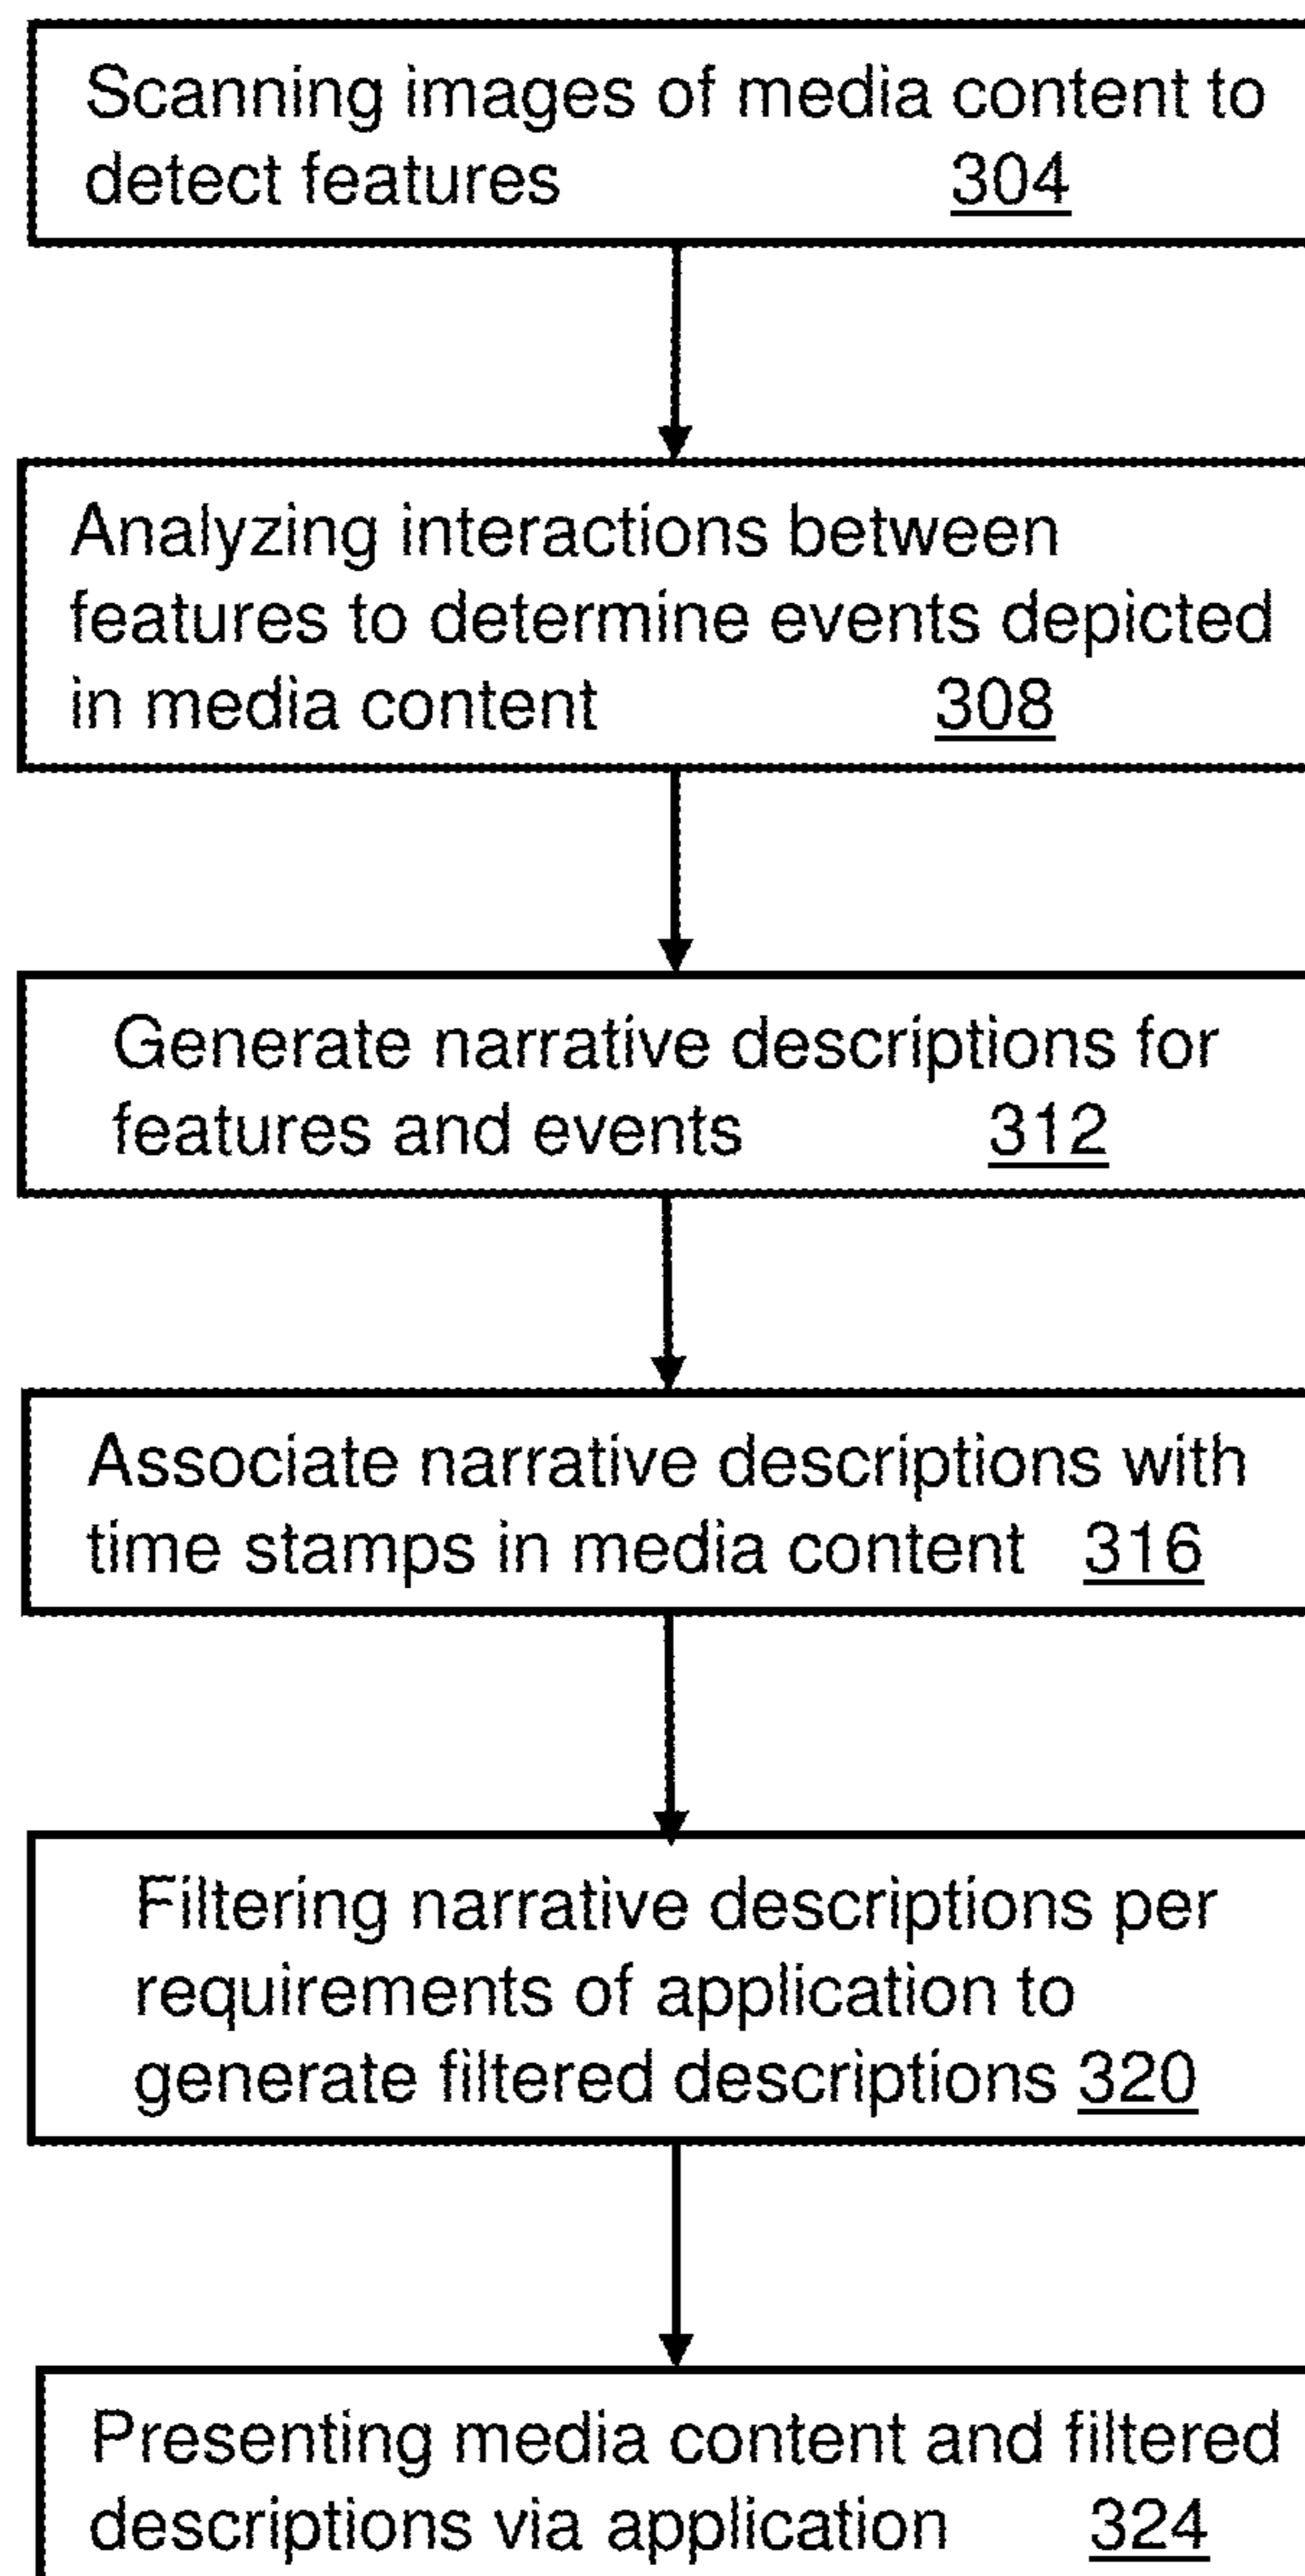 Scanning images of media content to
detect features 304
Analyzing interactions between
features to determine events depicted
in media content 308
Generate narrative descriptions for
features and events 312
Associate narrative descriptions with
time stamps in media content 316
Filtering narrative descriptions per
requirements of application to
generate filtered descriptions 320
Presenting media content and filtered
descriptions via application 324